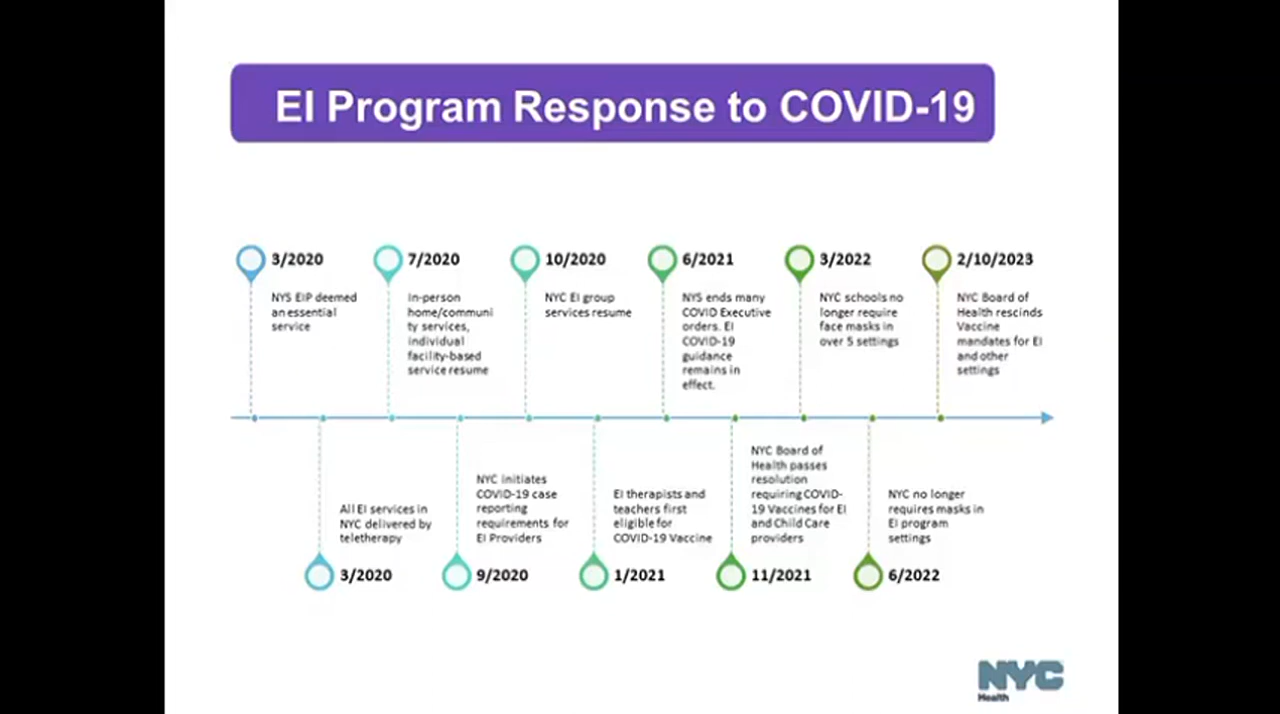 EI Program Response to COVID-19
3/2020
NYS EIP deemed
an essential
service
7/2020
In-person
home/communi
ty services,
individual
facility-based
service resume
10/2020
NYC EI group
services resume
6/2021
NYS ends many
COVID Executive
orders. EI
COVID-19
guidance
remains in
effect.
3/2022
NYC schools no
longer require
face masks in
over 5 settings
2/10/2023
NYC Board of
Health rescinds
Vaccine
mandates for EI
and other
settings
All EI services in
NYC delivered by
teletherapy
3/2020
NYC initiates
COVID-19 case
reporting
requirements for
EI Providers
9/2020
EI therapists and
teachers first
eligible for
COVID-19 Vaccine
1/2021
NYC Board of
Health passes
resolution
requiring COVID-
19 Vaccines for EI
and Child Care
providers
11/2021
NYC no longer
requires masks in
EI program
settings
6/2022
NYC
Health